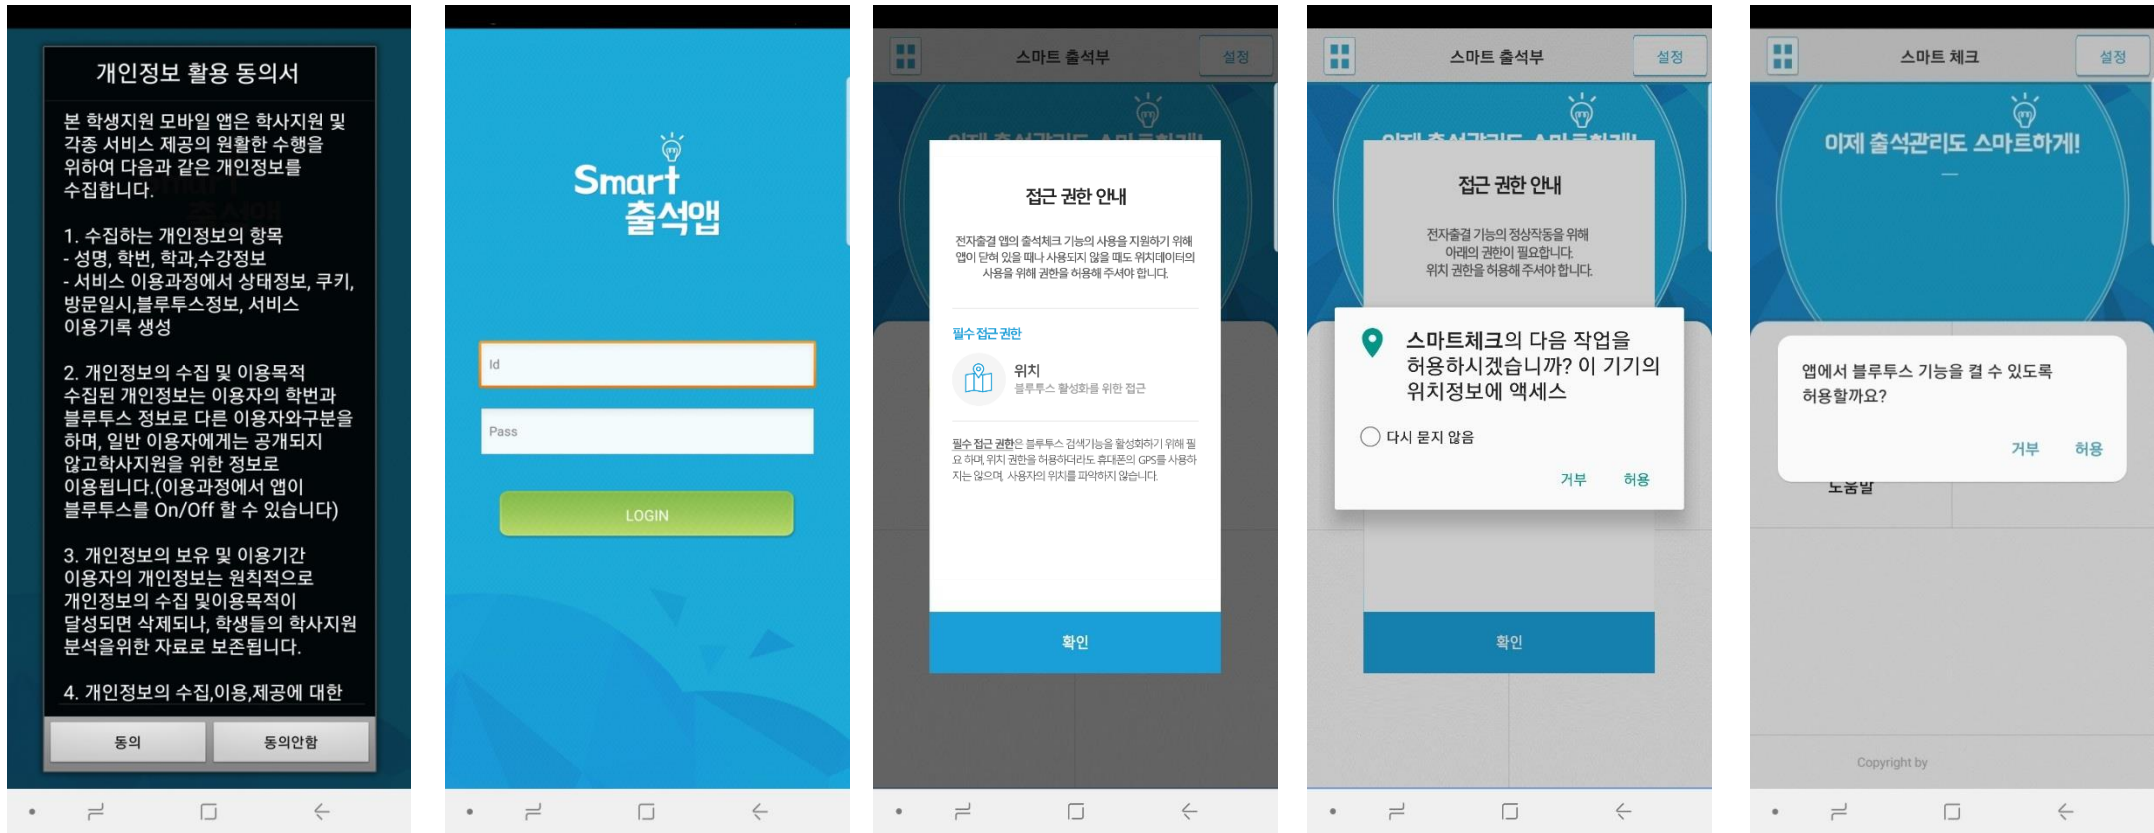 개인정보 활용 동의서
본 학생지원 모바일 앱은 학사지원 및
각종 서비스 제공의 원활한 수행을
위하여 다음과 같은 개인정보를
수집합니다.
1. 수집하는 개인정보의 항목
- 성명, 학번, 학과,수강정보
- 서비스 이용과정에서 상태정보, 쿠키,
방문일시,블루투스정보, 서비스
이용기록 생성
2. 개인정보의 수집 및 이용목적
수집된 개인정보는 이용자의 학번과
블루투스 정보로 다른 이용자와구분을
하며, 일반 이용자에게는 공개되지
않고학사지원을 위한 정보로
이용됩니다.(이용과정에서 앱이
블루투스를 On/Off 할 수 있습니다)
3. 개인정보의 보유 및 이용기간
이용자의 개인정보는 원칙적으로
개인정보의 수집 및이용목적이
달성되면 삭제되나, 학생들의 학사지원
분석을위한 자료로 보존됩니다.
4. 개인정보의 수집,이용,제공에 대한
동의
동의안함
Smart
출석앱
Id
Pass
LOGIN
스마트 출석부
설정
이제 출석관리도 스마트하게!
접근 권한 안내
전자출결 앱의 출석체크 기능의 사용을 지원하기 위해
앱이 닫혀 있을 때나 사용되지 않을 때도 위치데이터의
사용을 위해 권한을 허용해 주셔야 합니다.
필수 접근 권한
위치
블루투스 활성화를 위한 접근
필수 접근 권한은 블루투스 검색기능을 활성화하기 위해 필
요 하며, 위치 권한을 허용하더라도 휴대폰의 GPS를 사용하
지는 않으며, 사용자의 위치를 파악하지 않습니다.
확인
스마트 출석부
설정
이제 출석관리도 스마트하게!
접근 권한 안내
전자출결 기능의 정상작동을 위해
아래의 권한이 필요합니다.
위치 권한을 허용해 주셔야 합니다.
스마트체크의 다음 작업을
허용하시겠습니까? 이 기기의
위치정보에 액세스
다시 묻지 않음
거부
허용
확인
스마트 체크
설정
이제 출석관리도 스마트하게!
앱에서 블루투스 기능을 켤 수 있도록
허용할까요?
거부
허용
도움말
Copyright by